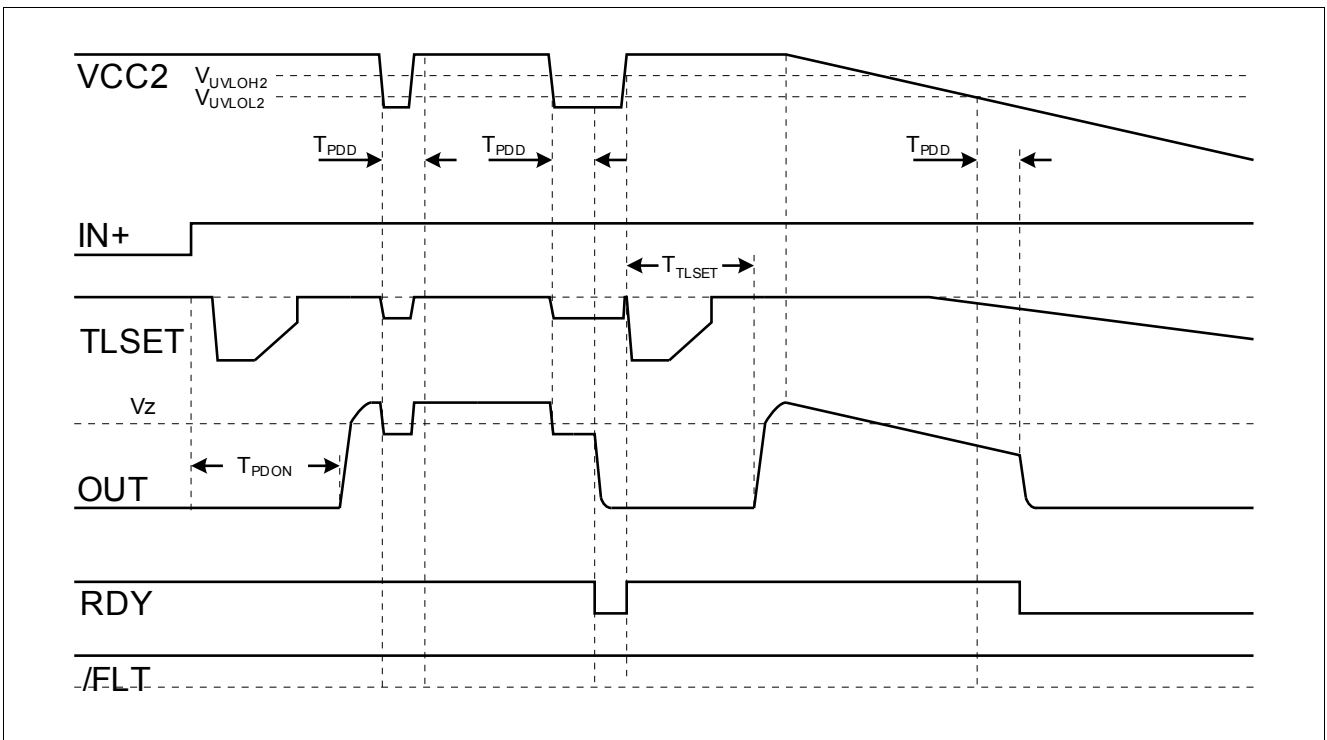 VCC2
VUVLOH2
VUVLOL2
TPDD
TPDD
TPDD
IN+
TTLSET
TLSET
Vz
TPDON
OUT
RDY
/FLT